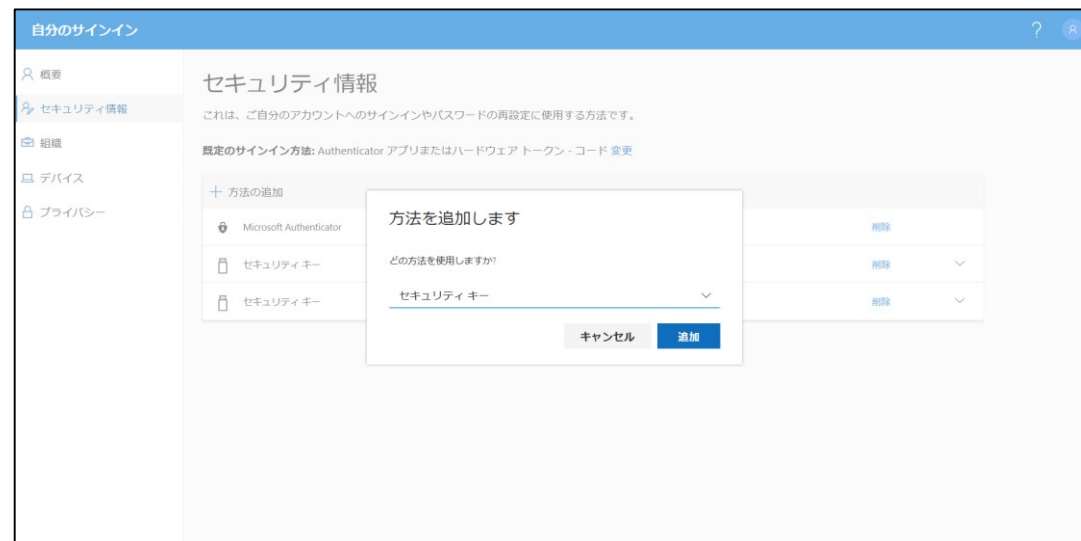 自分のサインイン
?
概要
セキュリティ情報
組織
デバイス
プライバシー
セキュリティ情報
これは、ご自分のアカウントへのサインインやパスワードの再設定に使用する方法です。
既定のサインイン方法: Authenticator アプリまたはハードウェア トークン - コード 変更
+ 方法の追加
Microsoft Authenticator 削除
セキュリティ キー 削除
セキュリティ キー 削除
方法を追加します
どの方法を使用しますか?
セキュリティ キー
キャンセル 追加